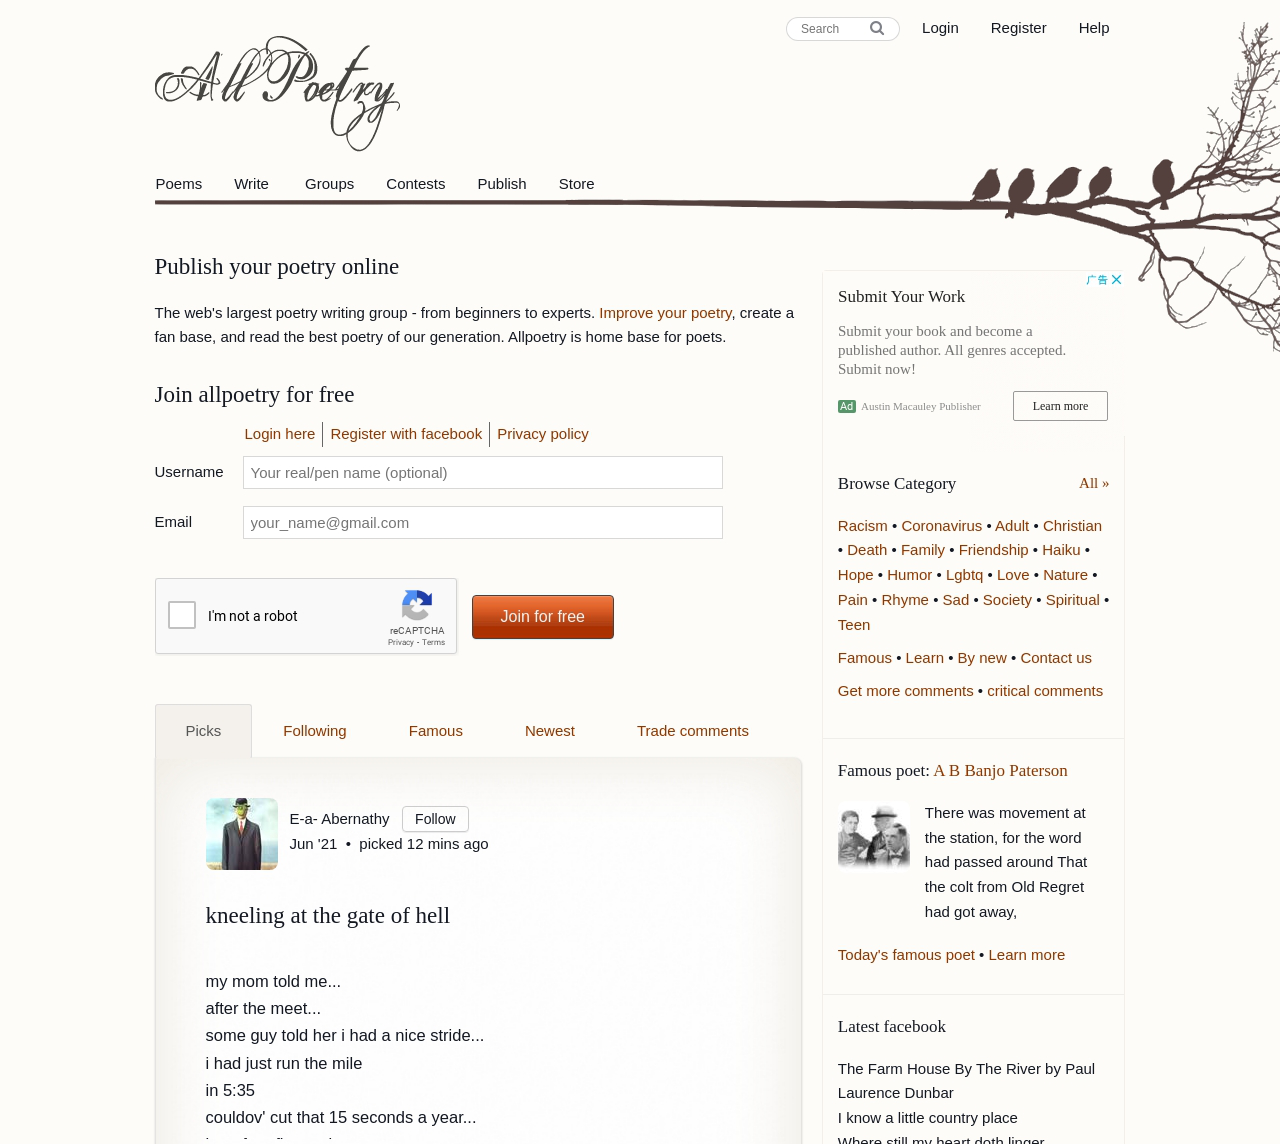 Search
Login
Register
Help
All Poetry
Poems
Write
Groups
Contests
Publish
Store
Publish your poetry online
The web's largest poetry writing group - from beginners to experts. Improve your poetry, create a
fan base, and read the best poetry of our generation. Allpoetry is home base for poets.
Join allpoetry for free
Login here
Register with facebook
Privacy policy
Username
Your real/pen name (optional)
Email
your_name@gmail.com
I'm not a robot
reCAPTCHA
Privacy - Terms
Join for free
Picks
Following
Famous
Newest
Trade comments
E-a- Abernathy
Follow
Jun '21 • picked 12 mins ago
kneeling at the gate of hell
my mom told me...
after the meet...
some guy told her i had a nice stride...
i had just run the mile
in 5:35
couldov' cut that 15 seconds a year...
广告
Submit Your Work
Submit your book and become a
published author. All genres accepted.
Submit now!
Ad
Austin Macauley Publisher
Learn more
Browse Category
All »
Racism • Coronavirus • Adult • Christian
• Death • Family • Friendship • Haiku •
Hope • Humor • Lgbtq • Love • Nature •
Pain • Rhyme • Sad • Society • Spiritual •
Teen
Famous • Learn • By new • Contact us
Get more comments • critical comments
Famous poet: A B Banjo Paterson
There was movement at
the station, for the word
had passed around That
the colt from Old Regret
had got away,
Today's famous poet • Learn more
Latest facebook
The Farm House By The River by Paul
Laurence Dunbar
I know a little country place
Where still my heart doth linger